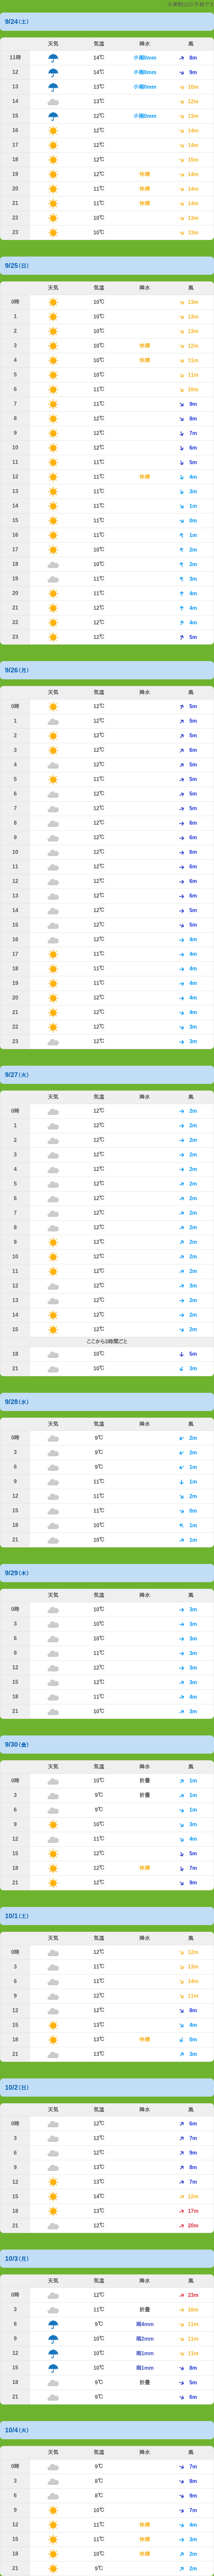 ※東鞍山の予報です
9/24(土)
天気 気温 降水 風
11時 14℃ 小雨0mm 8m
12 14℃ 小雨0mm 9m
13 13℃ 小雨0mm 10m
14 13℃ 12m
15 12℃ 小雨0mm 13m
16 12℃ 14m
17 12℃ 14m
18 12℃ 15m
19 12℃ 快晴 14m
20 11℃ 快晴 14m
21 11℃ 快晴 14m
22 10℃ 13m
23 10℃ 13m
9/25(日)
天気 気温 降水 風
0時 10℃ 13m
1 10℃ 13m
2 10℃ 13m
3 10℃ 快晴 12m
4 10℃ 快晴 11m
5 10℃ 11m
6 11℃ 10m
7 11℃ 9m
8 12℃ 8m
9 12℃ 7m
10 12℃ 6m
11 11℃ 5m
12 11℃ 快晴 4m
13 11℃ 3m
14 11℃ 1m
15 11℃ 0m
16 11℃ 1m
17 10℃ 2m
18 10℃ 2m
19 11℃ 3m
20 11℃ 4m
21 12℃ 4m
22 12℃ 4m
23 12℃ 5m
9/26(月)
天気 気温 降水 風
0時 12℃ 5m
1 12℃ 5m
2 12℃ 5m
3 12℃ 6m
4 12℃ 5m
5 11℃ 5m
6 12℃ 5m
7 12℃ 5m
8 12℃ 6m
9 12℃ 6m
10 12℃ 6m
11 12℃ 6m
12 12℃ 6m
13 12℃ 6m
14 12℃ 5m
15 12℃ 5m
16 12℃ 4m
17 11℃ 4m
18 11℃ 4m
19 11℃ 4m
20 12℃ 4m
21 12℃ 4m
22 12℃ 3m
23 12℃ 3m
9/27(火)
天気 気温 降水 風
0時 12℃ 2m
1 12℃ 2m
2 12℃ 2m
3 12℃ 2m
4 12℃ 2m
5 12℃ 2m
6 12℃ 2m
7 12℃ 2m
8 12℃ 2m
9 12℃ 2m
10 12℃ 2m
11 12℃ 2m
12 12℃ 3m
13 12℃ 2m
14 12℃ 2m
15 12℃ 2m
ここから3時間ごと
18 10℃ 5m
21 10℃ 3m
9/28(水)
天気 気温 降水 風
0時 9℃ 2m
3 9℃ 2m
6 9℃ 1m
9 11℃ 1m
12 11℃ 2m
15 11℃ 0m
18 10℃ 1m
21 10℃ 1m
9/29(木)
天気 気温 降水 風
0時 10℃ 3m
3 10℃ 3m
6 10℃ 3m
9 11℃ 3m
12 12℃ 3m
15 12℃ 3m
18 11℃ 4m
21 10℃ 3m
9/30(金)
天気 気温 降水 風
0時 10℃ 折畳 1m
3 9℃ 折畳 1m
6 9℃ 1m
9 10℃ 3m
12 11℃ 4m
15 12℃ 5m
18 12℃ 快晴 7m
21 12℃ 9m
10/1(土)
天気 気温 降水 風
0時 12℃ 12m
3 11℃ 13m
6 11℃ 14m
9 12℃ 11m
12 12℃ 8m
15 13℃ 4m
18 13℃ 快晴 0m
21 13℃ 3m
10/2(日)
天気 気温 降水 風
0時 12℃ 6m
3 12℃ 7m
6 12℃ 9m
9 13℃ 8m
12 13℃ 7m
15 14℃ 12m
18 13℃ 17m
21 12℃ 20m
10/3(月)
天気 気温 降水 風
0時 12℃ 23m
3 11℃ 折畳 16m
6 9℃ 雨4mm 11m
9 10℃ 雨2mm 11m
12 10℃ 雨1mm 11m
15 10℃ 雨1mm 8m
18 9℃ 折畳 5m
21 9℃ 6m
10/4(火)
天気 気温 降水 風
0時 9℃ 7m
3 8℃ 8m
6 8℃ 9m
9 10℃ 7m
12 11℃ 快晴 4m
15 11℃ 快晴 3m
18 10℃ 快晴 2m
21 9℃ 2m